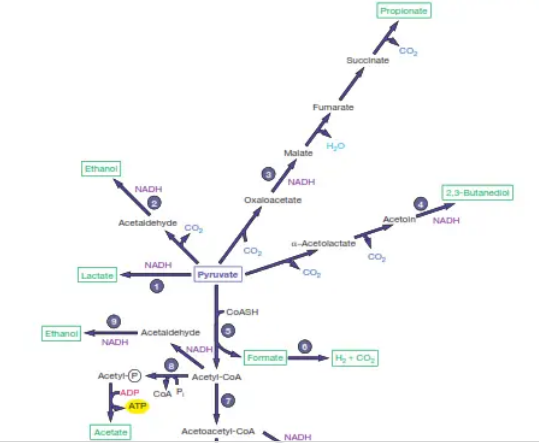 Propionate
CO2
Succinate
Fumarate
H2O
Malate
3
NADH
Ethanol
NADH
2
Oxaloacetate
4
2,3-Butanediol
Acetaldehyde
CO2
Acetoin
NADH
α-Acetolactate
CO2
CO2
NADH
CO2
Lactate
Pyruvate
1
CoASH
9
5
Ethanol
Acetaldehyde
6
NADH
NADH
Formate
H2 + CO2
8
Acetyl-P
Acetyl-CoA
ADP
CoA
Pi
7
ATP
Acetate
Acetoacetyl-CoA
NADH